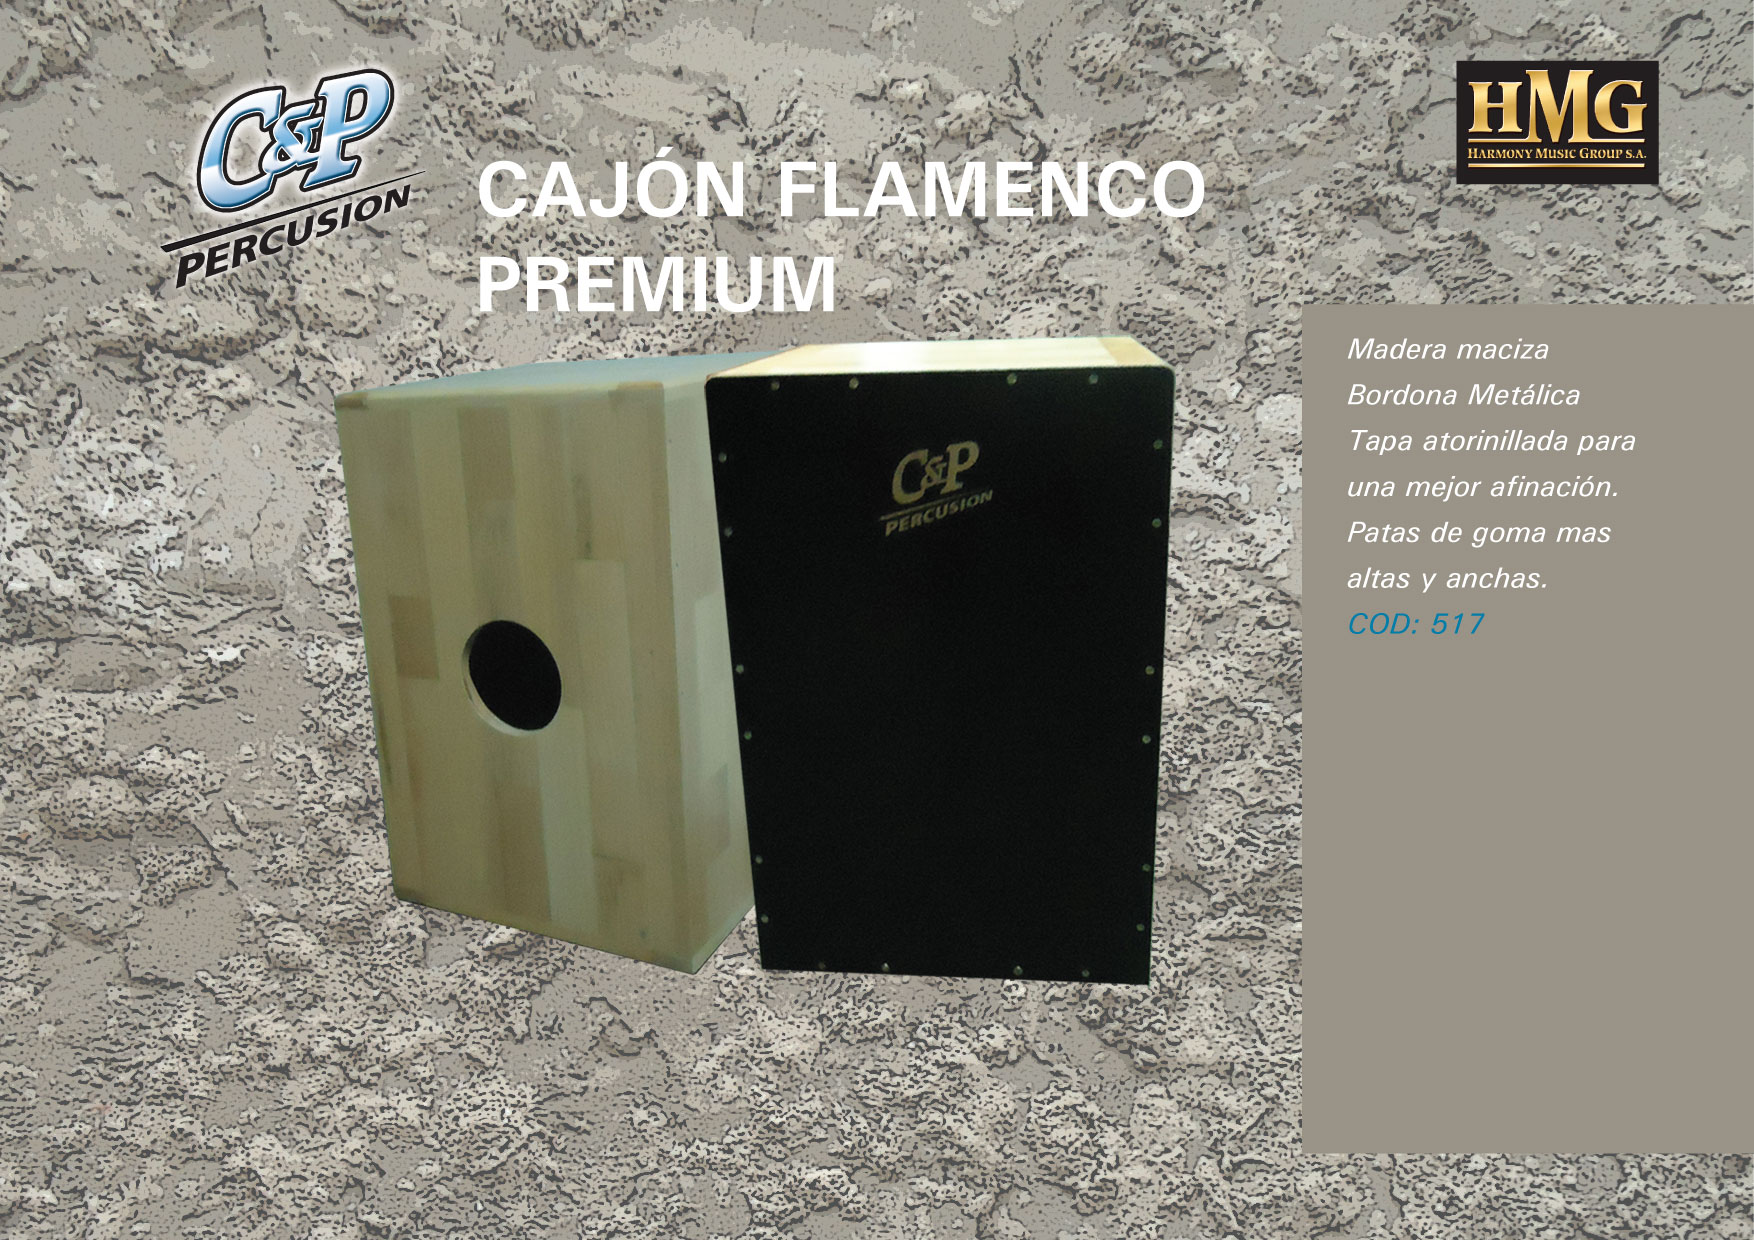 C&P
PERCUSION
HMG
HARMONY MUSIC GROUP S.A.
CAJÓN FLAMENCO
PREMIUM
Madera maciza
Bordona Metálica
Tapa atorinillada para
una mejor afinación.
Patas de goma mas
altas y anchas.
COD: 517
C&P
PERCUSION